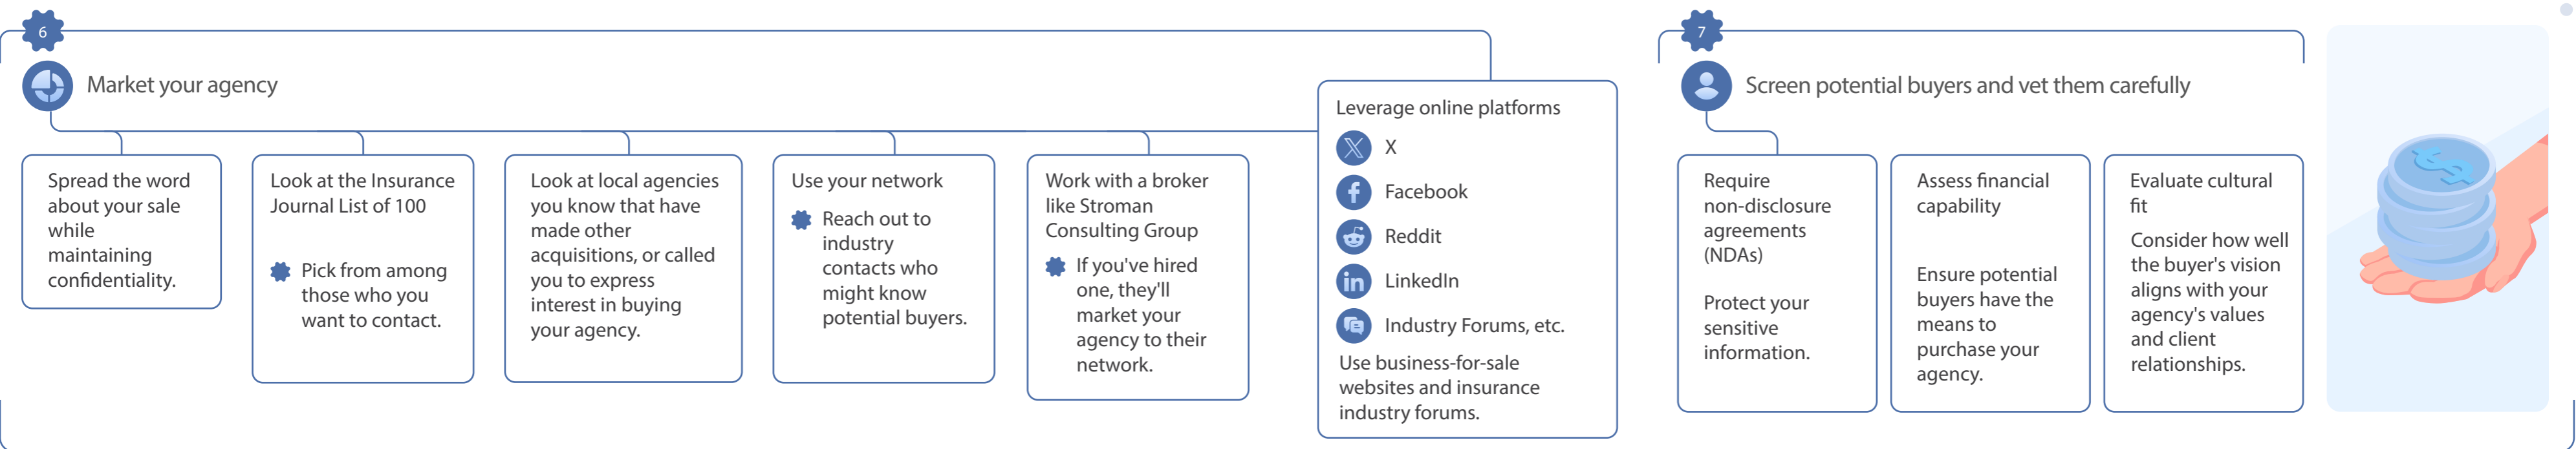 6
Market your agency
Spread the word
about your sale
while
maintaining
confidentiality.
Look at the Insurance
Journal List of 100
Pick from among
those who you
want to contact.
Look at local agencies
you know that have
made other
acquisitions, or called
you to express
interest in buying
your agency.
Use your network
Reach out to
industry
contacts who
might know
potential buyers.
Work with a broker
like Stroman
Consulting Group
If you've hired
one, they'll
market your
agency to their
network.
Leverage online platforms
X
Facebook
Reddit
LinkedIn
Industry Forums, etc.
Use business-for-sale
websites and insurance
industry forums.
7
Screen potential buyers and vet them carefully
Require
non-disclosure
agreements
(NDAs)
Protect your
sensitive
information.
Assess financial
capability
Ensure potential
buyers have the
means to
purchase your
agency.
Evaluate cultural
fit
Consider how well
the buyer's vision
aligns with your
agency's values
and client
relationships.